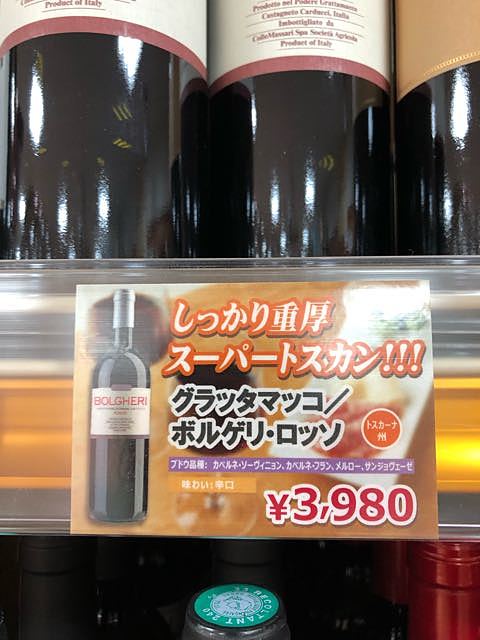 di Italy
Product of Italy
Prodotto nel Podere Grattamacco
Castagneto Carducci, Italia
Imbottigliato da
ColleMassari Spa Società Agricola
Product of Italy
しっかり重厚
スーパートスカン!!!
グラッタマッコ/
ボルゲリ・ロッソ
トスカーナ
州
BOLGHERI
ブドウ品種: カベルネ・ソーヴィニョン、カベルネ・フラン、メルロー、サンジョヴェーゼ
味わい:辛口
¥3,980
RECOLTANT